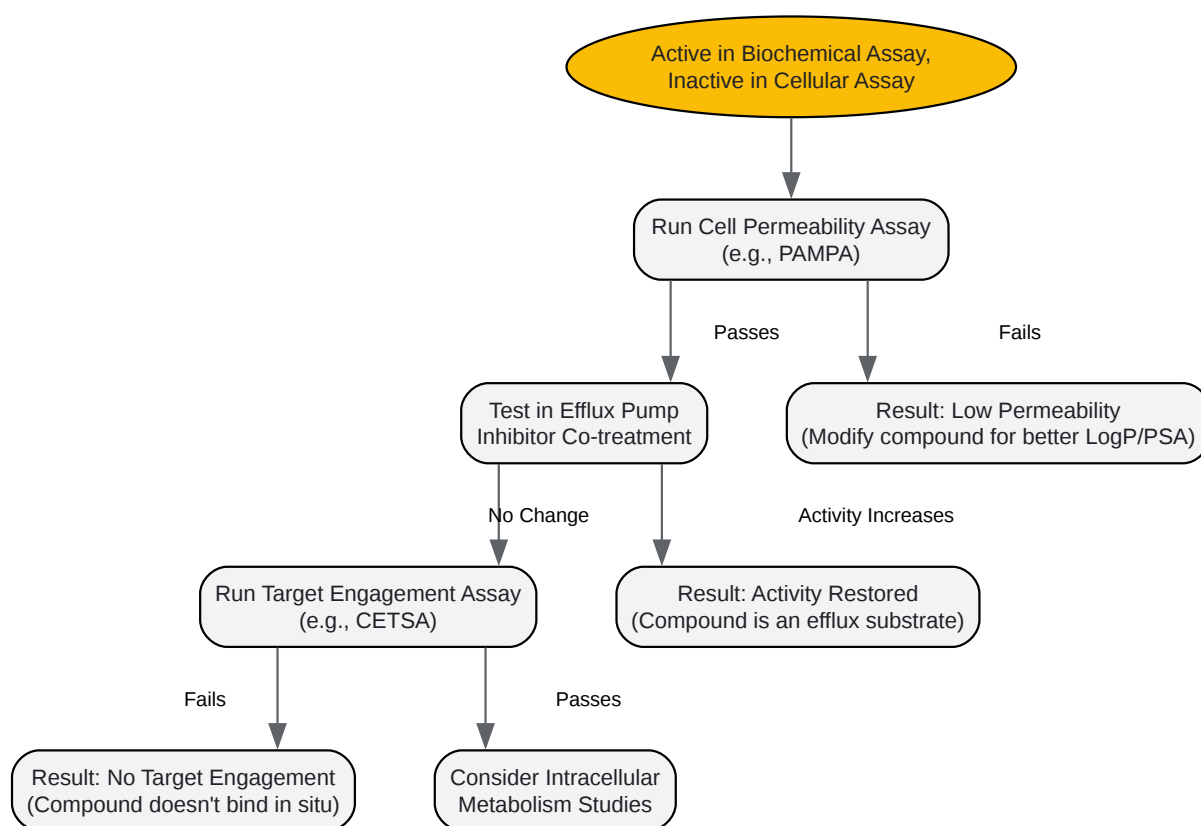 Active in Biochemical Assay,
Inactive in Cellular Assay
Run Cell Permeability Assay
(e.g., PAMPA)
Passes
Fails
Test in Efflux Pump
Inhibitor Co-treatment
Result: Low Permeability
(Modify compound for better LogP/PSA)
No Change
Activity Increases
Run Target Engagement Assay
(e.g., CETSA)
Result: Activity Restored
(Compound is an efflux substrate)
Fails
Passes
Result: No Target Engagement
(Compound doesn't bind in situ)
Consider Intracellular
Metabolism Studies